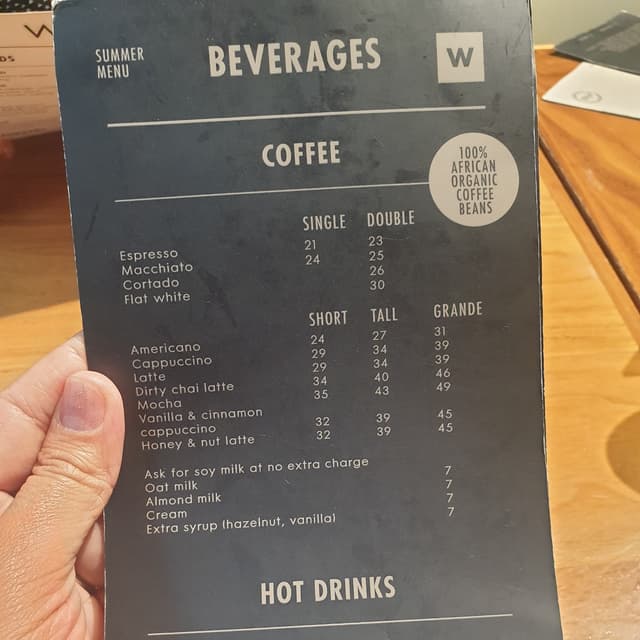 SUMMER
MENU
BEVERAGES
W
COFFEE
100%
AFRICAN
ORGANIC
COFFEE
BEANS
SINGLE DOUBLE
Espresso 21 23
Macchiato 24 25
Cortado 26
Flat white 30
SHORT TALL GRANDE
Americano 24 27 31
Cappuccino 29 34 39
Latte 29 34 39
Dirty chai latte 34 40 46
Mocha 35 43 49
Vanilla & cinnamon
cappuccino 32 39 45
Honey & nut latte 32 39 45
Ask for soy milk at no extra charge
Oat milk 7
Almond milk 7
Cream 7
Extra syrup (hazelnut, vanilla) 7
HOT DRINKS